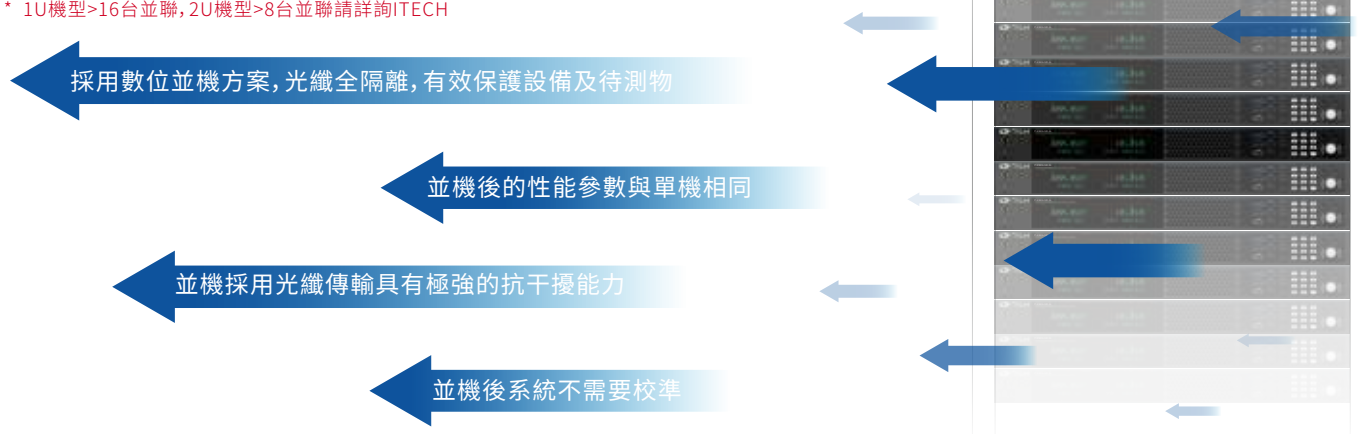 * 1U機型>16台並聯,2U機型>8台並聯請詳詢ITECH
採用數位並機方案,光纖全隔離,有效保護設備及待測物
並機後的性能參數與單機相同
並機採用光纖傳輸具有極強的抗干擾能力
並機後系統不需要校準